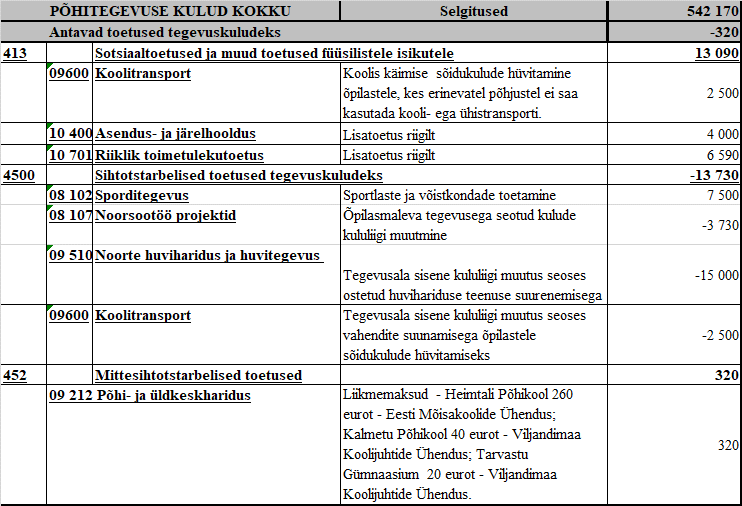 PÕHITEGEVUSE KULUD KOKKU Selgitused 542 170
Antavad toetused tegevuskuludeks -320
413 Sotsiaaltoetused ja muud toetused füüsilistele isikutele 13 090
09600 Koolitransport Koolis käimise sõidukulude hüvitamine
õpilastele, kes erinevatel põhjustel ei saa
kasutada kooli- ega ühistransporti. 2 500
10 400 Asendus- ja järelhooldus Lisatoetus riigilt 4 000
10 701 Riiklik toimetulekutoetus Lisatoetus riigilt 6 590
4500 Sihtotstarbelised toetused tegevuskuludeks -13 730
08 102 Sporditegevus Sportlaste ja võistkondade toetamine 7 500
08 107 Noorsootöö projektid Õpilasmaleva tegevusega seotud kulude
kululiigi muutmine -3 730
09 510 Noorte huviharidus ja huvitegevus
Tegevusala sisene kululiigi muutus seoses
ostetud huvihariduse teenuse suurenemisega -15 000
09600 Koolitransport Tegevusala sisene kululiigi muutus seoses
vahendite suunamisega õpilastele
sõidukulude hüvitamiseks -2 500
452 Mittesihtotstarbelised toetused 320
09 212 Põhi- ja üldkeskharidus Liikmemaksud - Heimtali Põhikool 260
eurot - Eesti Mõisakoolide Ühendus;
Kalmetu Põhikool 40 eurot - Viljandimaa
Koolijuhtide Ühendus; Tarvastu
Gümnaasium 20 eurot - Viljandimaa
Koolijuhtide Ühendus. 320